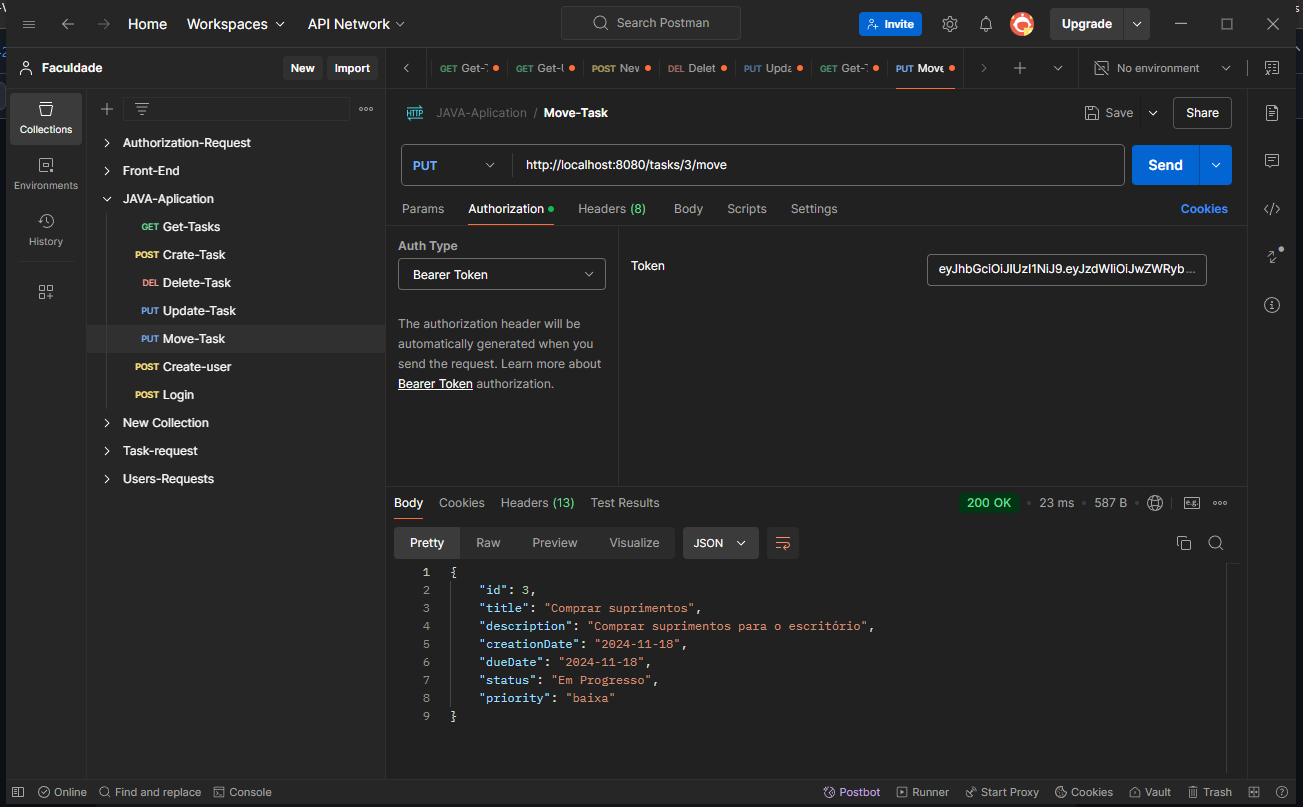 Home Workspaces API Network Search Postman Invite Upgrade
Faculdade New Import GET Get-T GET Get-U POST New DEL Delet PUT Upda GET Get-T PUT Move No environment
Collections
Environments
History
Authorization-Request
Front-End
JAVA-Aplication
GET Get-Tasks
POST Crate-Task
DEL Delete-Task
PUT Update-Task
PUT Move-Task
POST Create-user
POST Login
New Collection
Task-request
Users-Requests
HTTP JAVA-Aplication / Move-Task Save Share
PUT http://localhost:8080/tasks/3/move Send
Params Authorization Headers (8) Body Scripts Settings Cookies
Auth Type
Bearer Token
The authorization header will be
automatically generated when you
send the request. Learn more about
Bearer Token authorization.
Token eyJhbGciOiJIUzI1NiJ9.eyJzdWIiOiJwZWRyb...
Body Cookies Headers (13) Test Results 200 OK 23 ms 587 B e.g.
Pretty Raw Preview Visualize JSON
1 {
2 "id": 3,
3 "title": "Comprar suprimentos",
4 "description": "Comprar suprimentos para o escritório",
5 "creationDate": "2024-11-18",
6 "dueDate": "2024-11-18",
7 "status": "Em Progresso",
8 "priority": "baixa"
9 }
Online Find and replace Console Postbot Runner Start Proxy Cookies Vault Trash